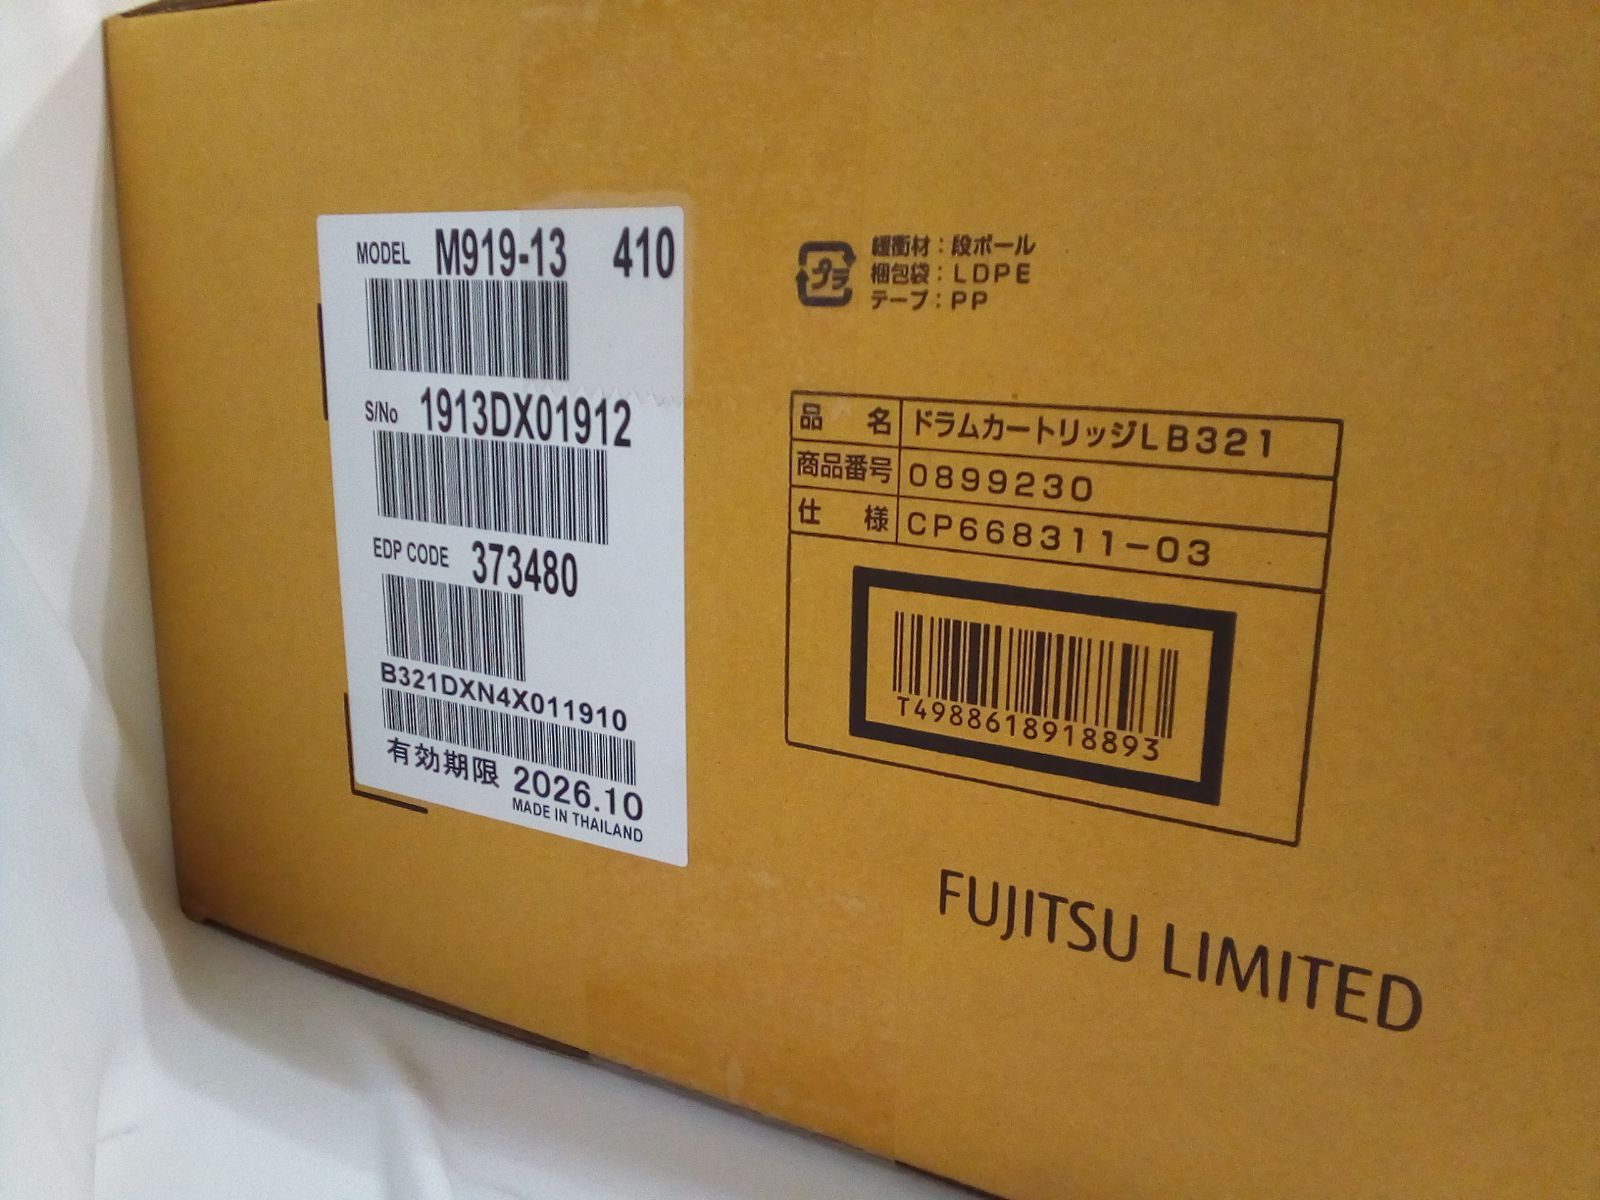 MODEL M919-13 410
S/No 1913DX01912
EDP CODE 373480
B321DXN4X011910
有効期限 2026.10
MADE IN THAILAND
プラ
緩衝材：段ボール
梱包袋：LDPE
テープ：PP
品名 ドラムカートリッジLB321
商品番号 0899230
仕様 CP668311-03
T4988618918893
FUJITSU LIMITED